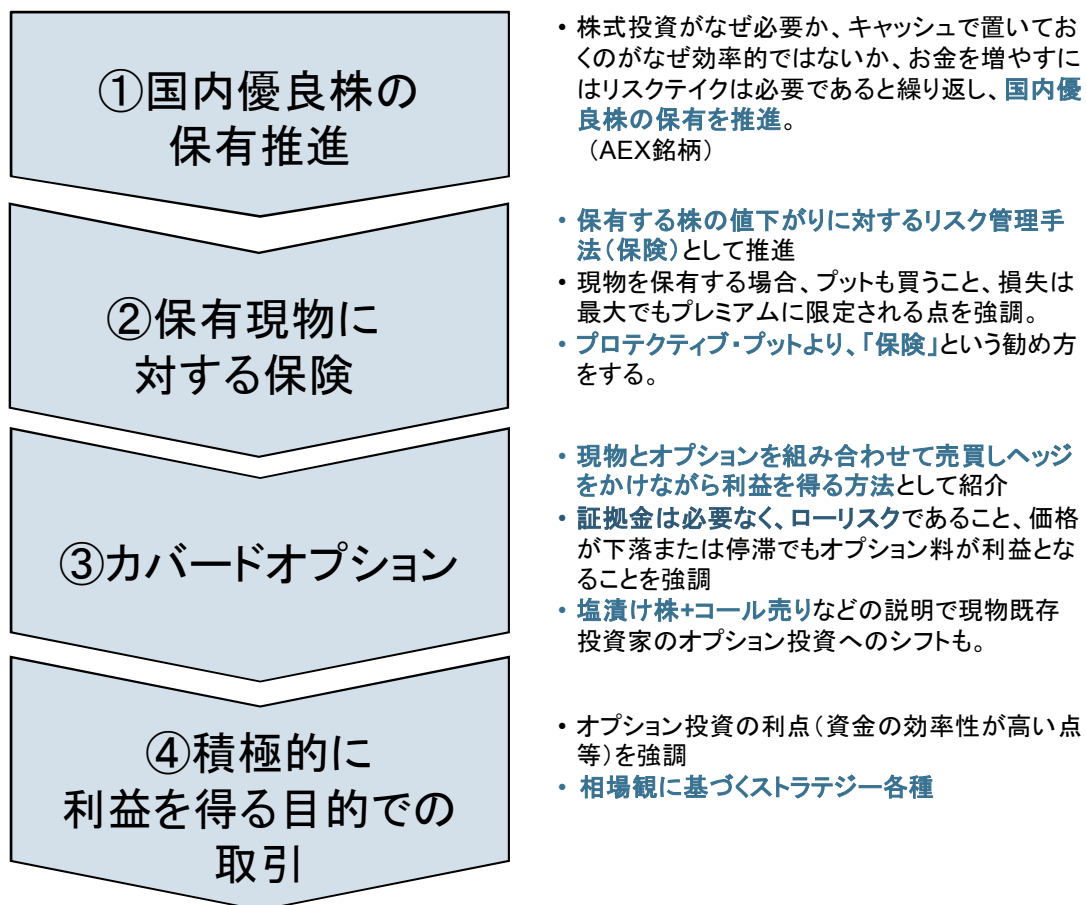 ①国内優良株の
保有推進
• 株式投資がなぜ必要か、キャッシュで置いてお
くのがなぜ効率的ではないか、お金を増やすに
はリスクテイクは必要であると繰り返し、国内優
良株の保有を推進。
（AEX銘柄）
②保有現物に
対する保険
• 保有する株の値下がりに対するリスク管理手
法（保険）として推進
• 現物を保有する場合、プットも買うこと、損失は
最大でもプレミアムに限定される点を強調。
• プロテクティブ・プットより、「保険」という勧め方
をする。
③カバードオプション
• 現物とオプションを組み合わせて売買しヘッジ
をかけながら利益を得る方法として紹介
• 証拠金は必要なく、ローリスクであること、価格
が下落または停滞でもオプション料が利益とな
ることを強調
• 塩漬け株+コール売りなどの説明で現物既存
投資家のオプション投資へのシフトも。
④積極的に
利益を得る目的での
取引
• オプション投資の利点（資金の効率性が高い点
等）を強調
• 相場観に基づくストラテジー各種